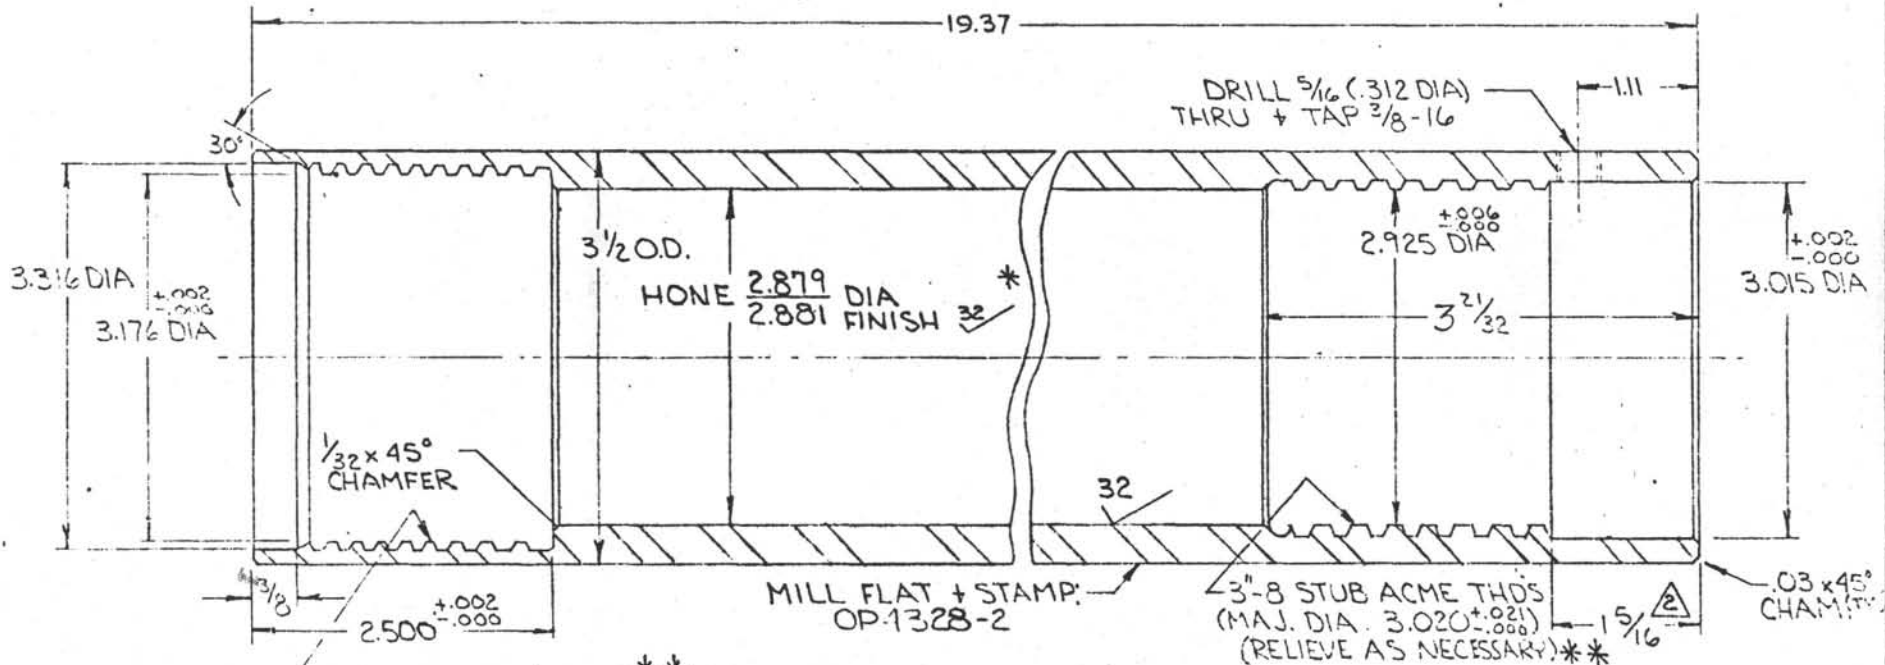 19.37
DRILL 5/16 (.312 DIA)
THRU + TAP 3/8-16
1.11
30°
3.316 DIA
+.002
-.000
3.176 DIA
3 1/2 O.D.
HONE 2.879/2.881 DIA
FINISH 32
*
+.006
-.000
2.925 DIA
+.002
-.000
3.015 DIA
3 21/32
1/32 x 45°
CHAMFER
32
3/8
+.002
-.000
2.500
MILL FLAT + STAMP:
OP-1328-2
3"-8 STUB ACME THD'S
(MAJ. DIA. 3.020 +.021 -.000)
(RELIEVE AS NECESSARY) **
1 5/16
2
.03 x 45°
CHAM
**